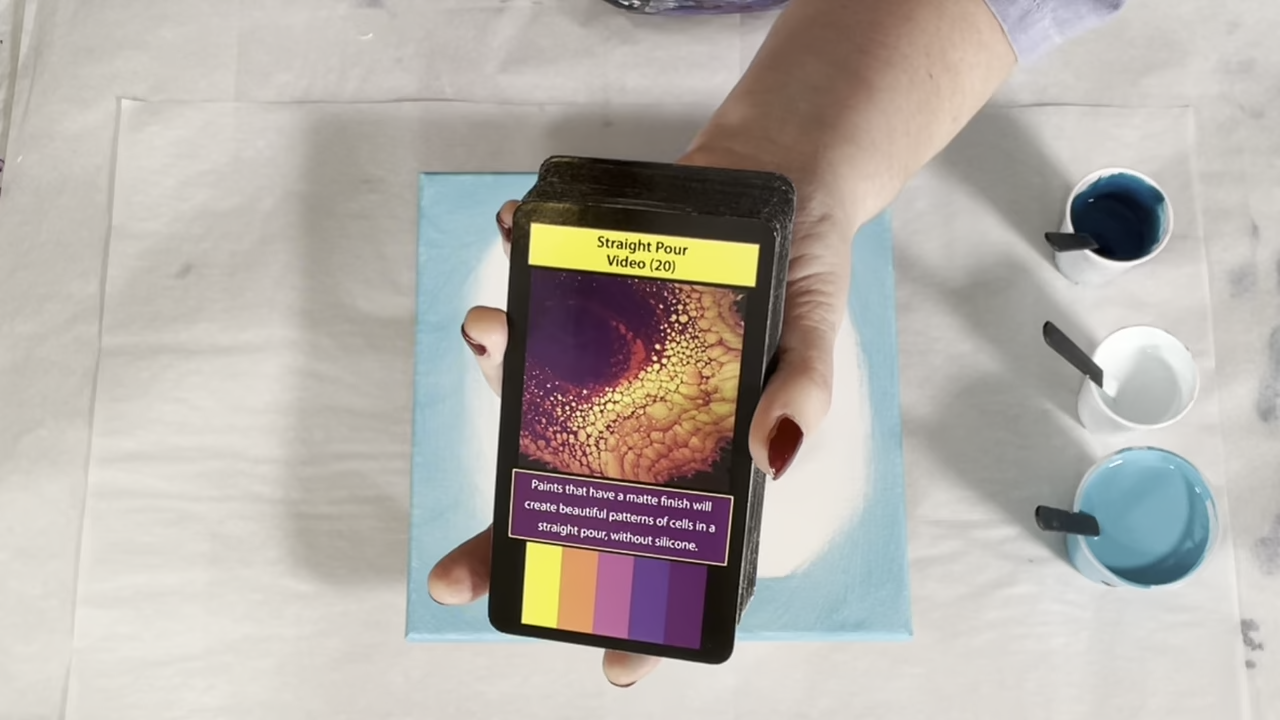 Straight Pour
Video (20)
Paints that have a matte finish will
create beautiful patterns of cells in a
straight pour, without silicone.